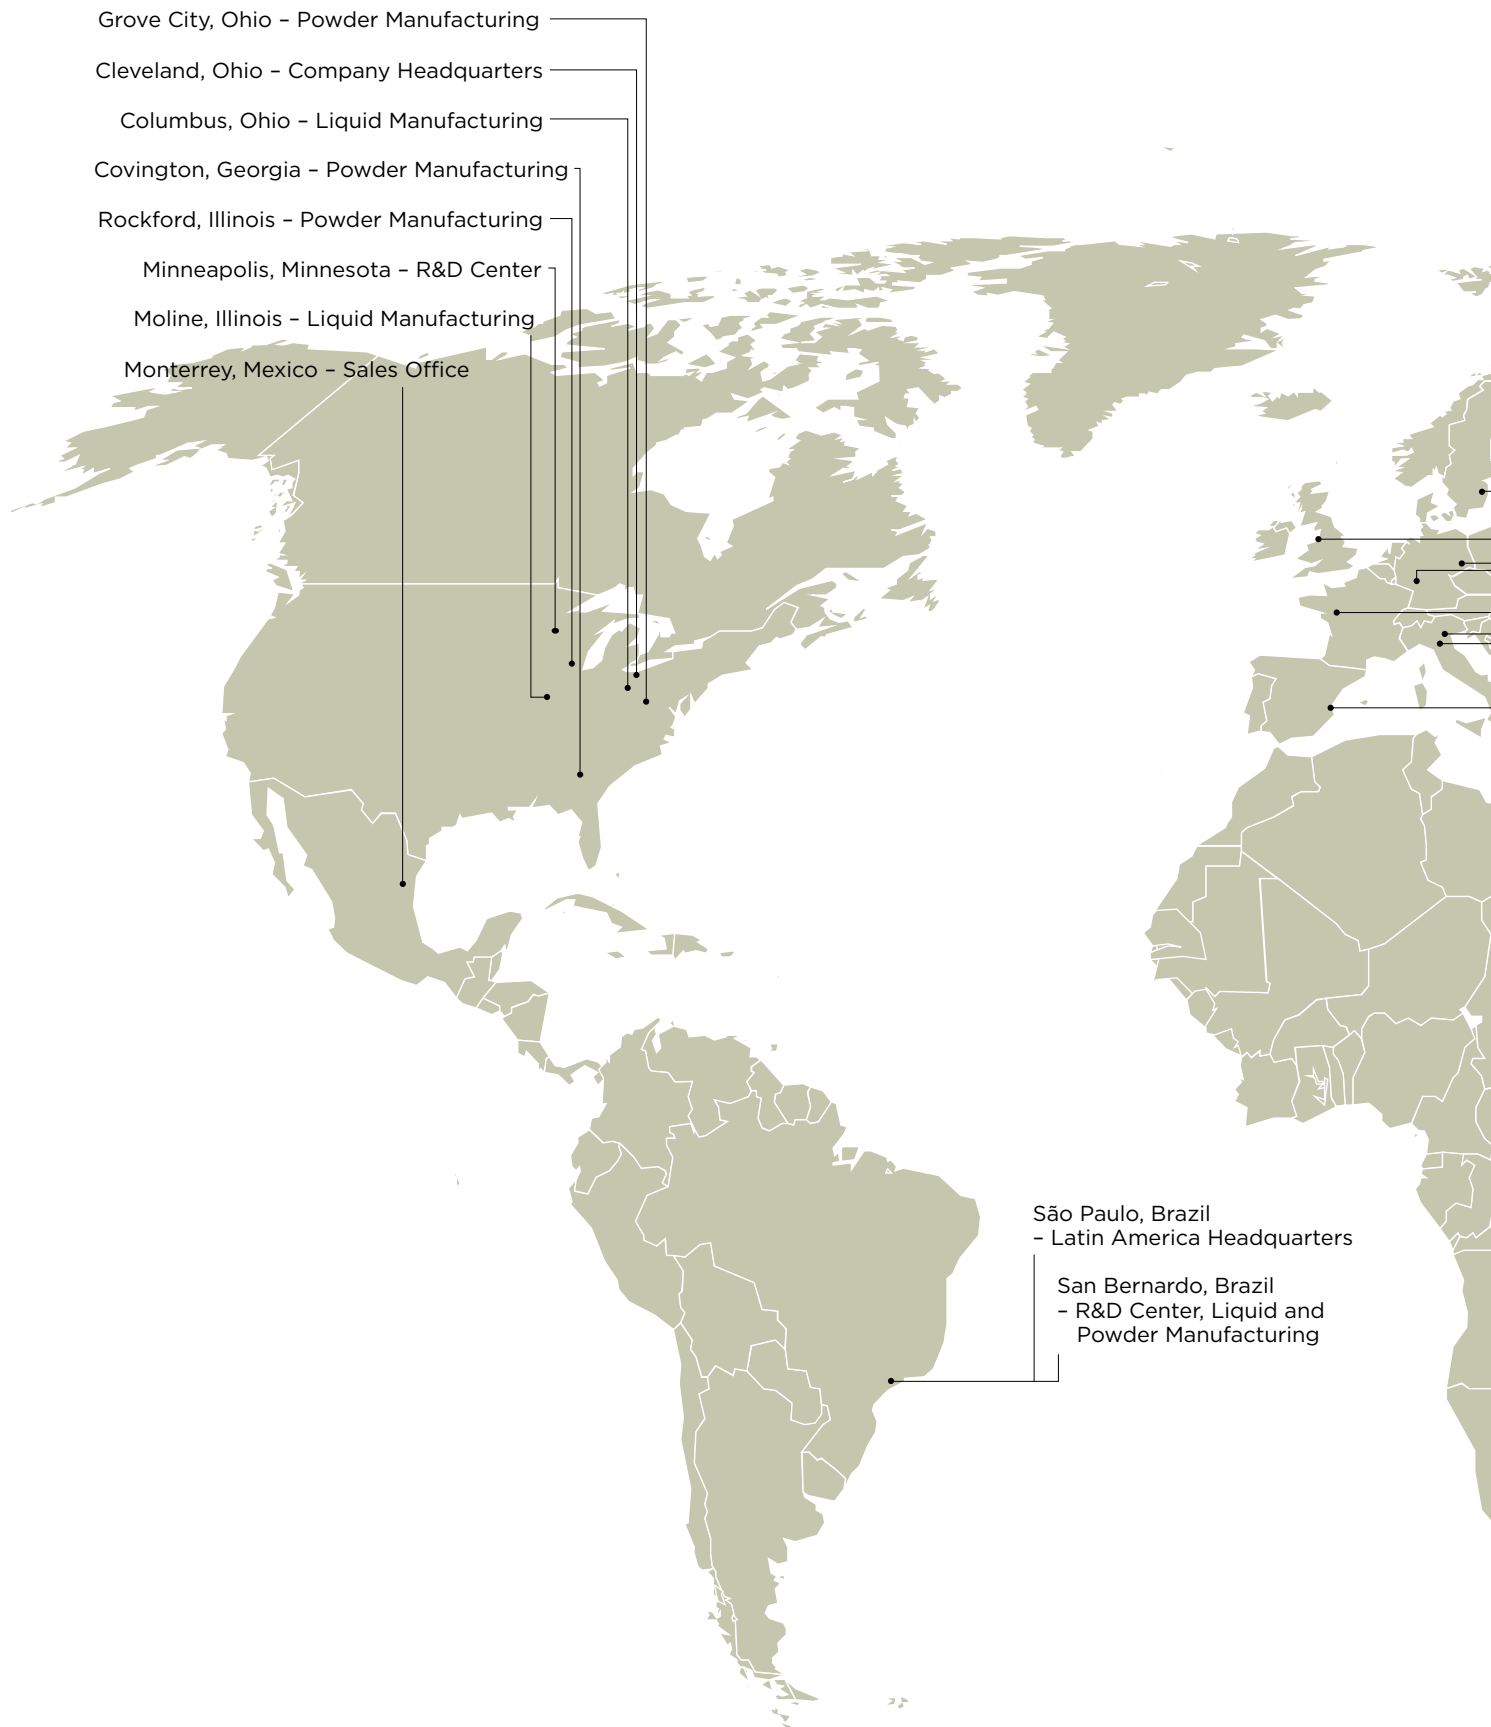 Grove City, Ohio – Powder Manufacturing
Cleveland, Ohio – Company Headquarters
Columbus, Ohio – Liquid Manufacturing
Covington, Georgia – Powder Manufacturing
Rockford, Illinois – Powder Manufacturing
Minneapolis, Minnesota – R&D Center
Moline, Illinois – Liquid Manufacturing
Monterrey, Mexico – Sales Office
São Paulo, Brazil
– Latin America Headquarters
San Bernardo, Brazil
– R&D Center, Liquid and
Powder Manufacturing